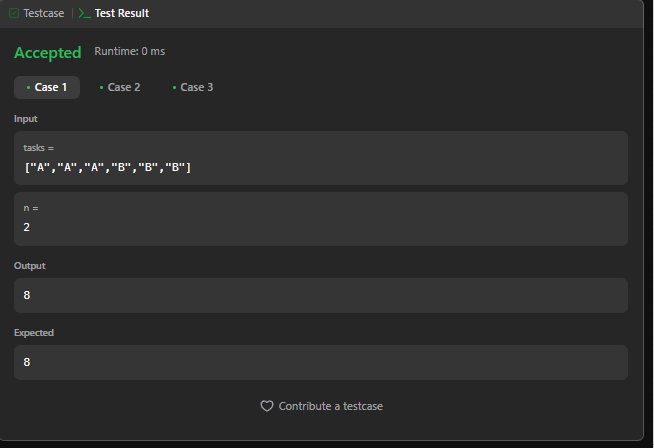 Testcase | >_ Test Result
Accepted Runtime: 0 ms
• Case 1 • Case 2 • Case 3
Input
tasks =
["A","A","A","B","B","B"]
n =
2
Output
8
Expected
8
Contribute a testcase